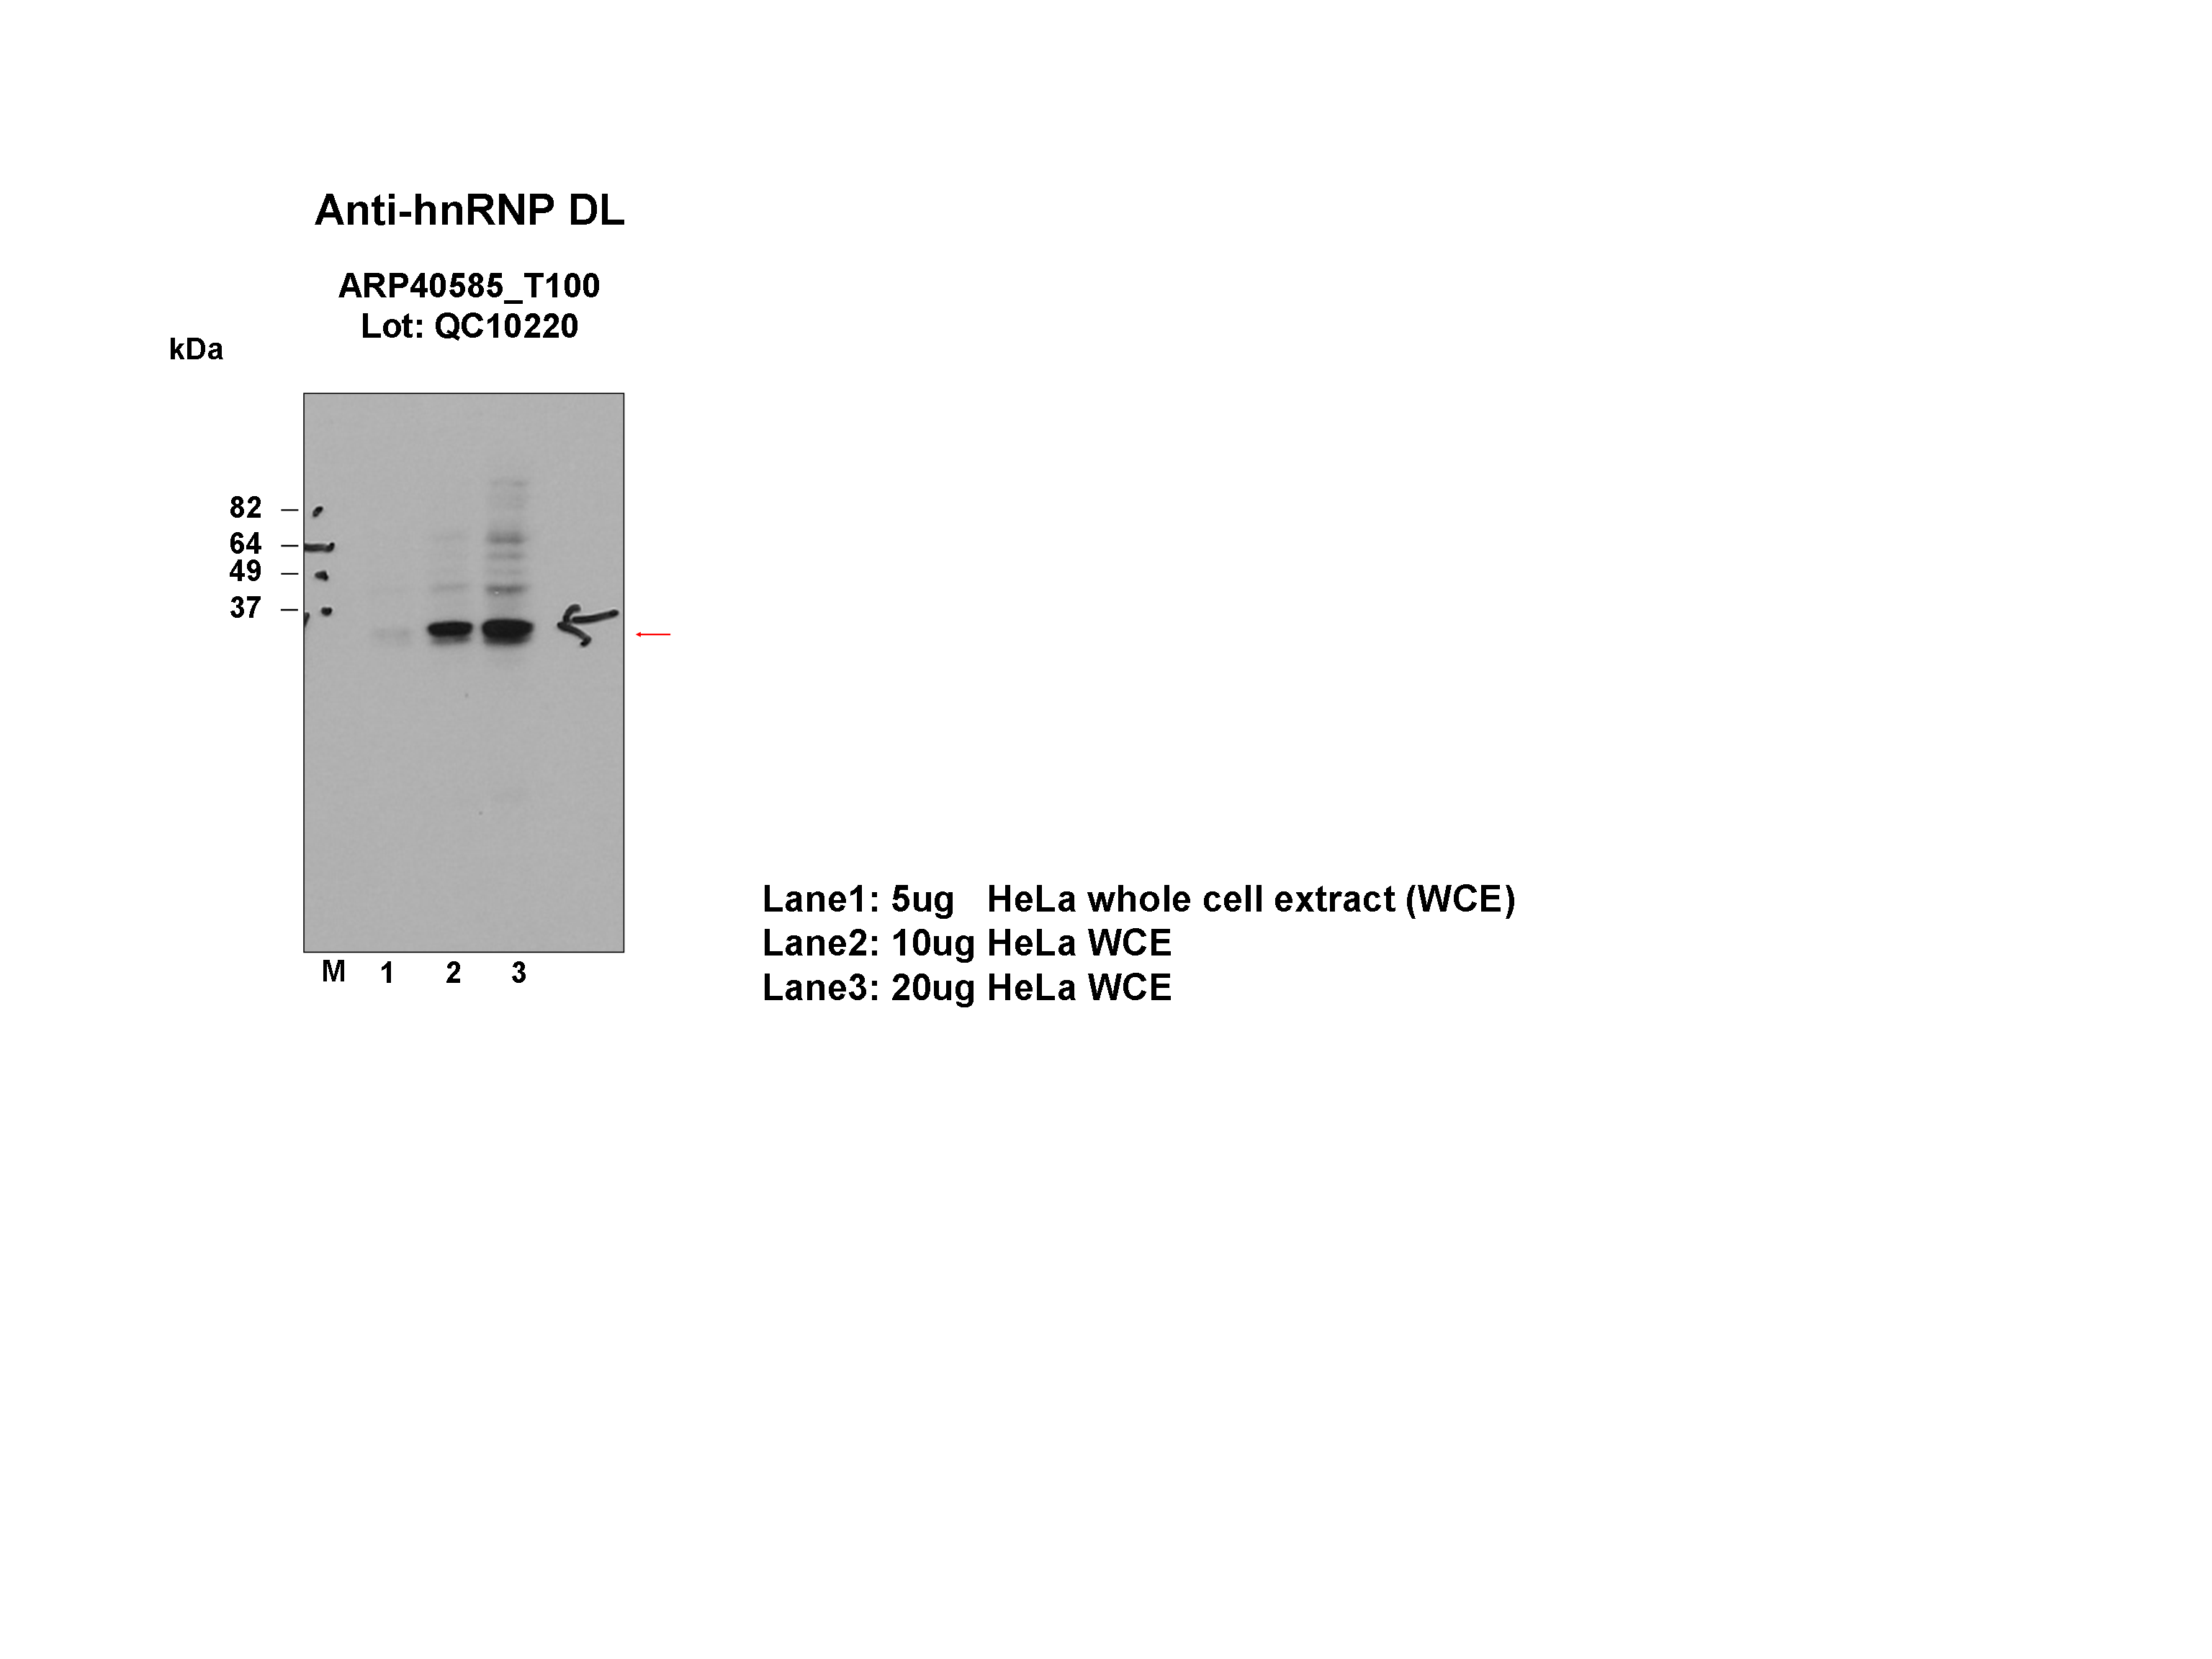 Anti-hnRNP DL
ARP40585_T100
Lot: QC10220
kDa
82
64
49
37
M 1 2 3
Lane1: 5ug HeLa whole cell extract (WCE)
Lane2: 10ug HeLa WCE
Lane3: 20ug HeLa WCE